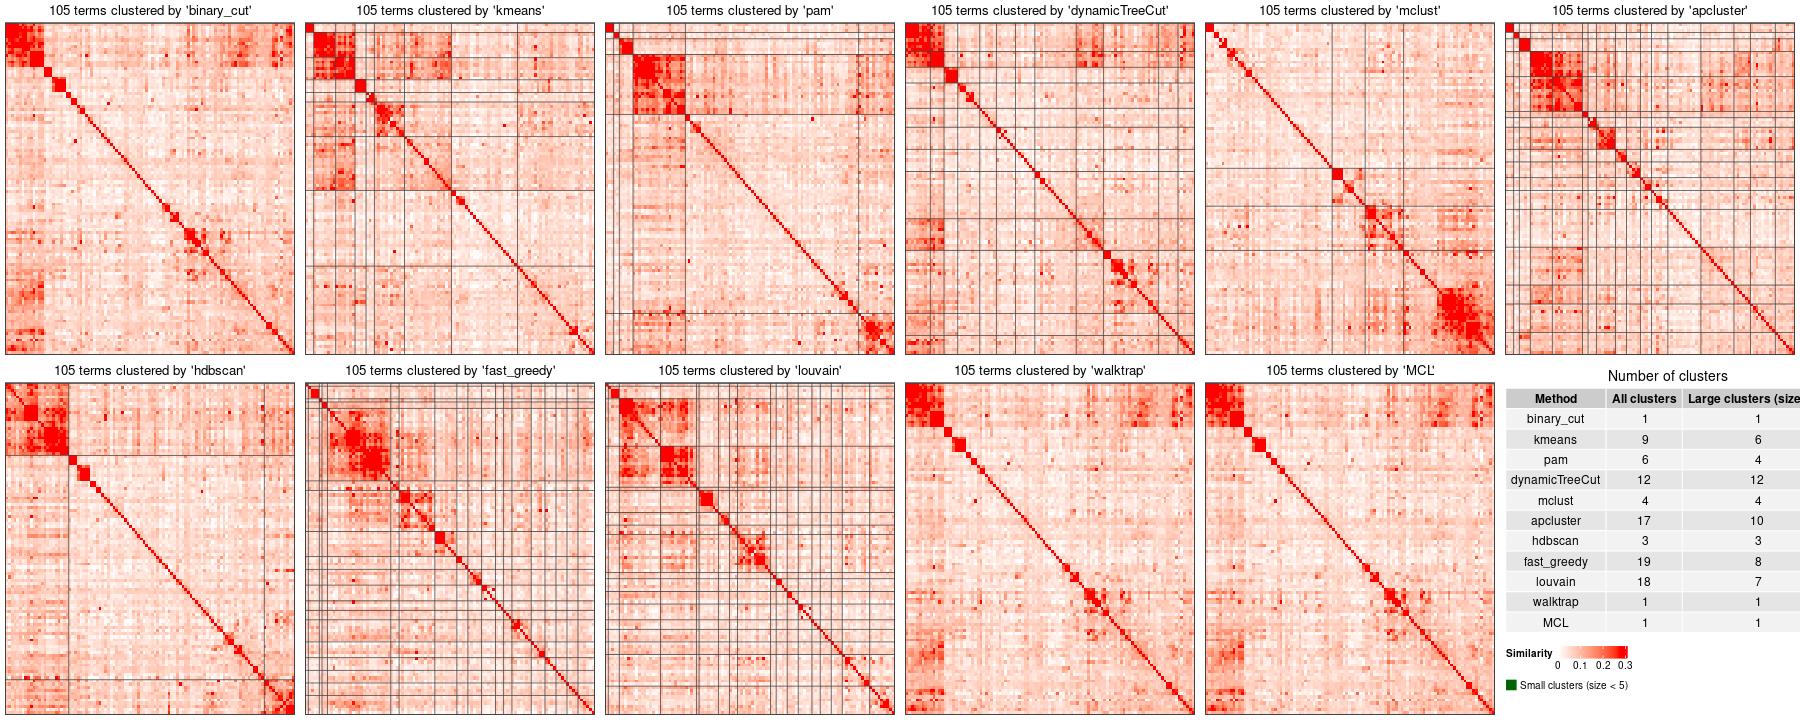 105 terms clustered by 'binary_cut'
105 terms clustered by 'kmeans'
105 terms clustered by 'pam'
105 terms clustered by 'dynamicTreeCut'
105 terms clustered by 'mclust'
105 terms clustered by 'apcluster'
105 terms clustered by 'hdbscan'
105 terms clustered by 'fast_greedy'
105 terms clustered by 'louvain'
105 terms clustered by 'walktrap'
105 terms clustered by 'MCL'
Number of clusters
Method All clusters Large clusters (size
binary_cut 1 1
kmeans 9 6
pam 6 4
dynamicTreeCut 12 12
mclust 4 4
apcluster 17 10
hdbscan 3 3
fast_greedy 19 8
louvain 18 7
walktrap 1 1
MCL 1 1
Similarity
0 0.1 0.2 0.3
Small clusters (size < 5)